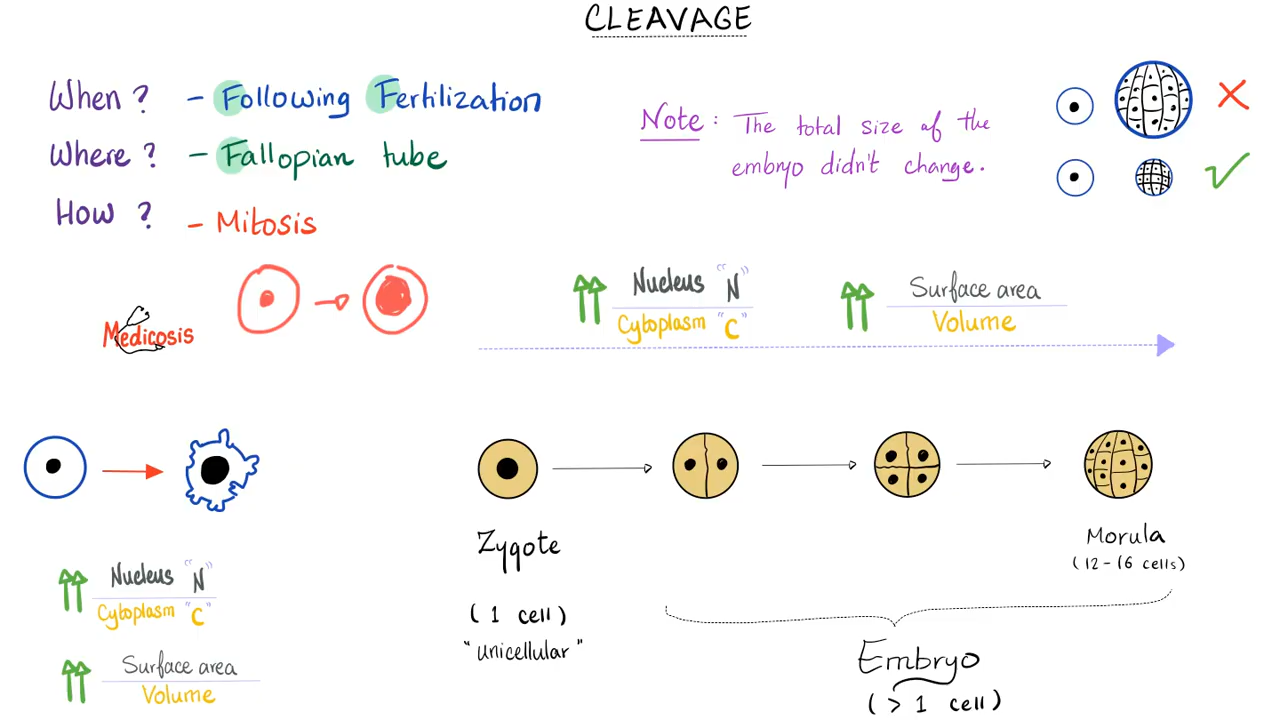 CLEAVAGE
When? - Following Fertilization
Where? - Fallopian tube
How? - Mitosis
Note: The total size of the
embryo didn't change.
Medicosis
Nucleus "N"
Cytoplasm "C"
Surface area
Volume
Nucleus "N"
Cytoplasm "C"
Surface area
Volume
Zygote
(1 cell)
"unicellular"
Morula
(12-16 cells)
Embryo
(> 1 cell)